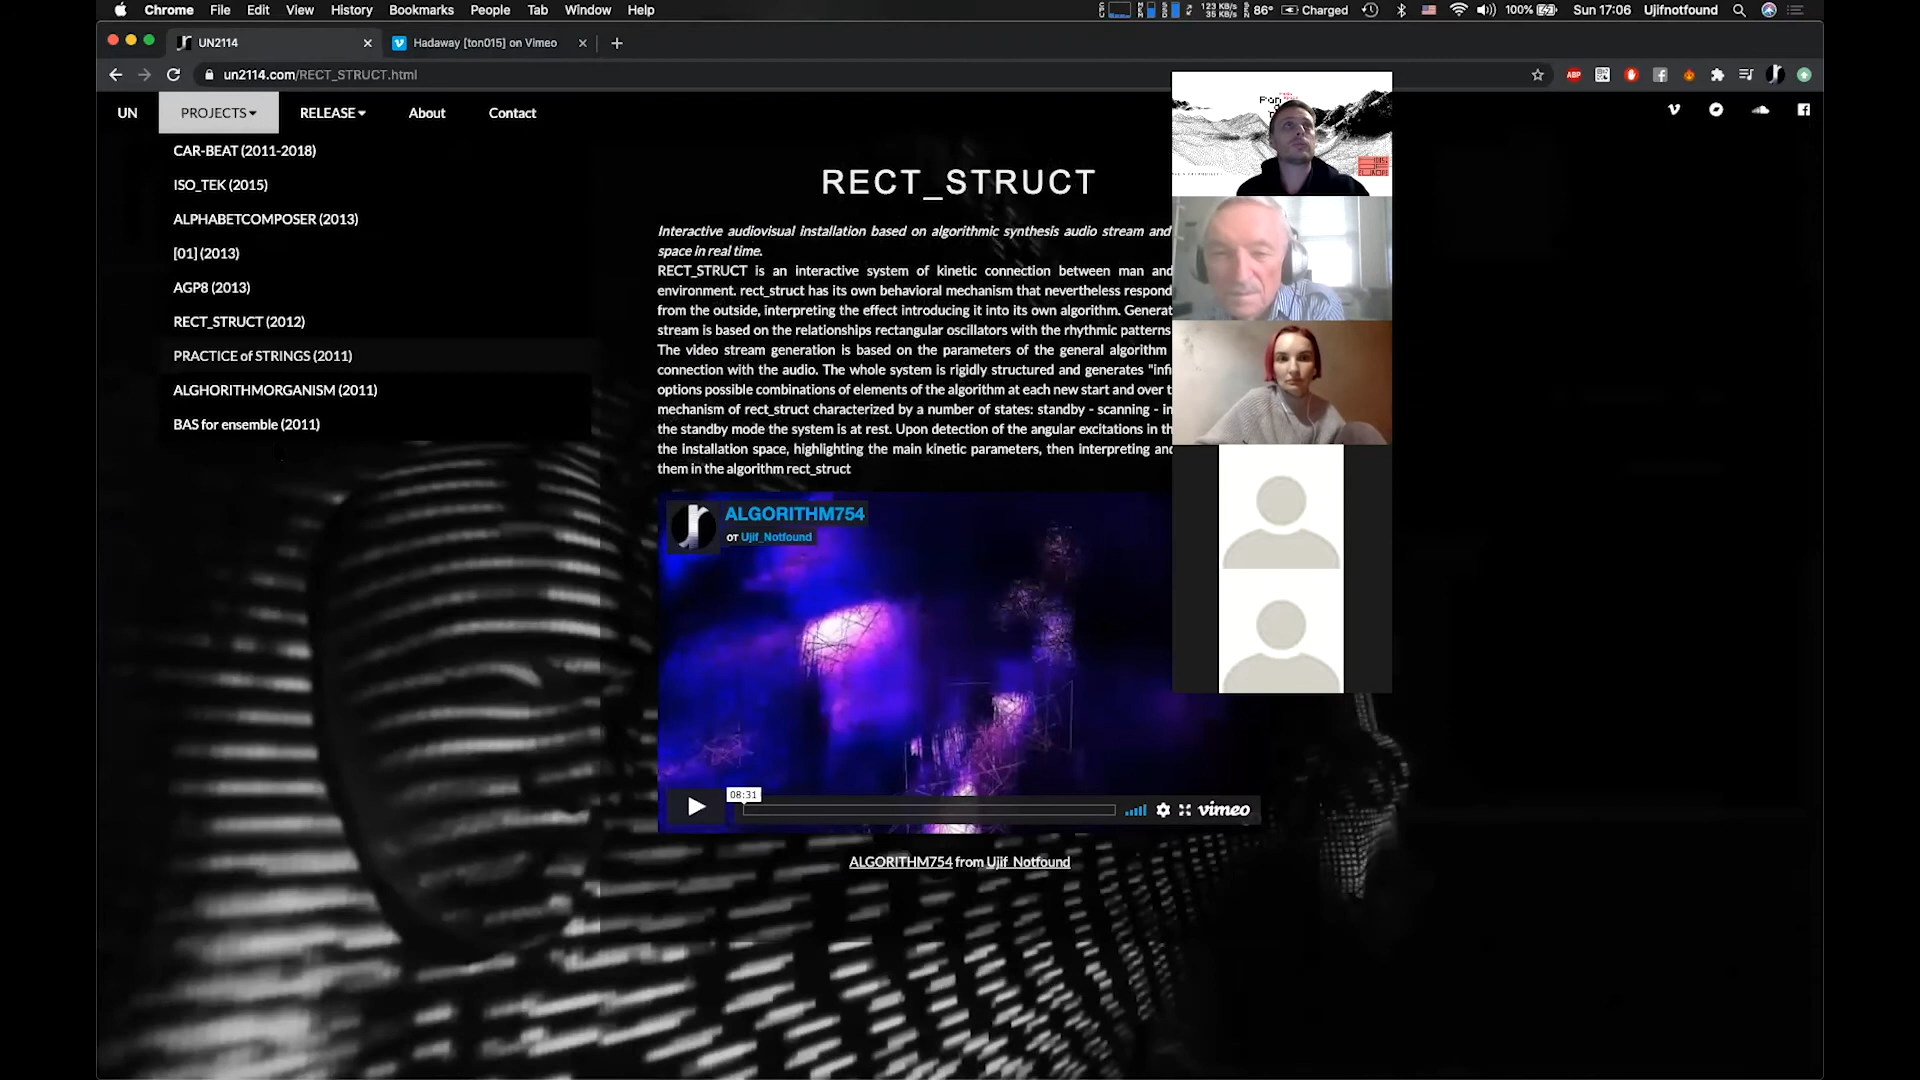 Chrome File Edit View History Bookmarks People Tab Window Help
123 KB/s
35 KB/s
86° Charged 100% Sun 17:06 Ujifnotfound
UN2114
Hadaway [ton015] on Vimeo
un2114.com/RECT_STRUCT.html
ABP
UN PROJECTS RELEASE About Contact
CAR-BEAT (2011-2018)
ISO_TEK (2015)
ALPHABETCOMPOSER (2013)
[01] (2013)
AGP8 (2013)
RECT_STRUCT (2012)
PRACTICE of STRINGS (2011)
ALGHORITHMORGANISM (2011)
BAS for ensemble (2011)
RECT_STRUCT
Interactive audiovisual installation based on algorithmic synthesis audio stream and
space in real time.
RECT_STRUCT is an interactive system of kinetic connection between man and
environment. rect_struct has its own behavioral mechanism that nevertheless respond
from the outside, interpreting the effect introducing it into its own algorithm. Generat
stream is based on the relationships rectangular oscillators with the rhythmic patterns
The video stream generation is based on the parameters of the general algorithm
connection with the audio. The whole system is rigidly structured and generates "infi
options possible combinations of elements of the algorithm at each new start and over t
mechanism of rect_struct characterized by a number of states: standby - scanning - in
the standby mode the system is at rest. Upon detection of the angular excitations in th
the installation space, highlighting the main kinetic parameters, then interpreting and
them in the algorithm rect_struct
ALGORITHM754
от Ujif_Notfound
08:31
vimeo
ALGORITHM754 from Ujif_Notfound